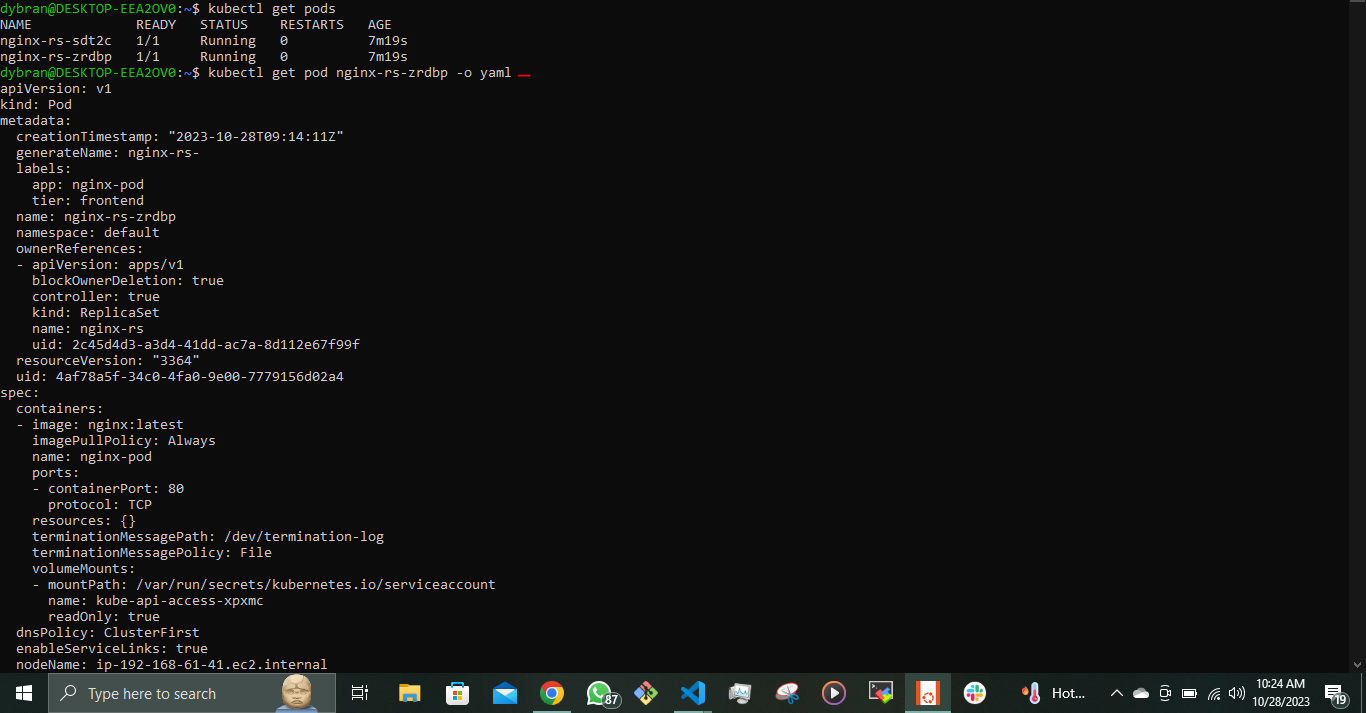 dybran@DESKTOP-EEA2OV0:~$ kubectl get pods
NAME             READY   STATUS    RESTARTS   AGE
nginx-rs-sdt2c   1/1     Running   0          7m19s
nginx-rs-zrdbp   1/1     Running   0          7m19s
dybran@DESKTOP-EEA2OV0:~$ kubectl get pod nginx-rs-zrdbp -o yaml
apiVersion: v1
kind: Pod
metadata:
  creationTimestamp: "2023-10-28T09:14:11Z"
  generateName: nginx-rs-
  labels:
    app: nginx-pod
    tier: frontend
  name: nginx-rs-zrdbp
  namespace: default
  ownerReferences:
  - apiVersion: apps/v1
    blockOwnerDeletion: true
    controller: true
    kind: ReplicaSet
    name: nginx-rs
    uid: 2c45d4d3-a3d4-41dd-ac7a-8d112e67f99f
  resourceVersion: "3364"
  uid: 4af78a5f-34c0-4fa0-9e00-7779156d02a4
spec:
  containers:
  - image: nginx:latest
    imagePullPolicy: Always
    name: nginx-pod
    ports:
    - containerPort: 80
      protocol: TCP
    resources: {}
    terminationMessagePath: /dev/termination-log
    terminationMessagePolicy: File
    volumeMounts:
    - mountPath: /var/run/secrets/kubernetes.io/serviceaccount
      name: kube-api-access-xpxmc
      readOnly: true
  dnsPolicy: ClusterFirst
  enableServiceLinks: true
  nodeName: ip-192-168-61-41.ec2.internal
Type here to search
87
Hot...
10:24 AM
10/28/2023
19